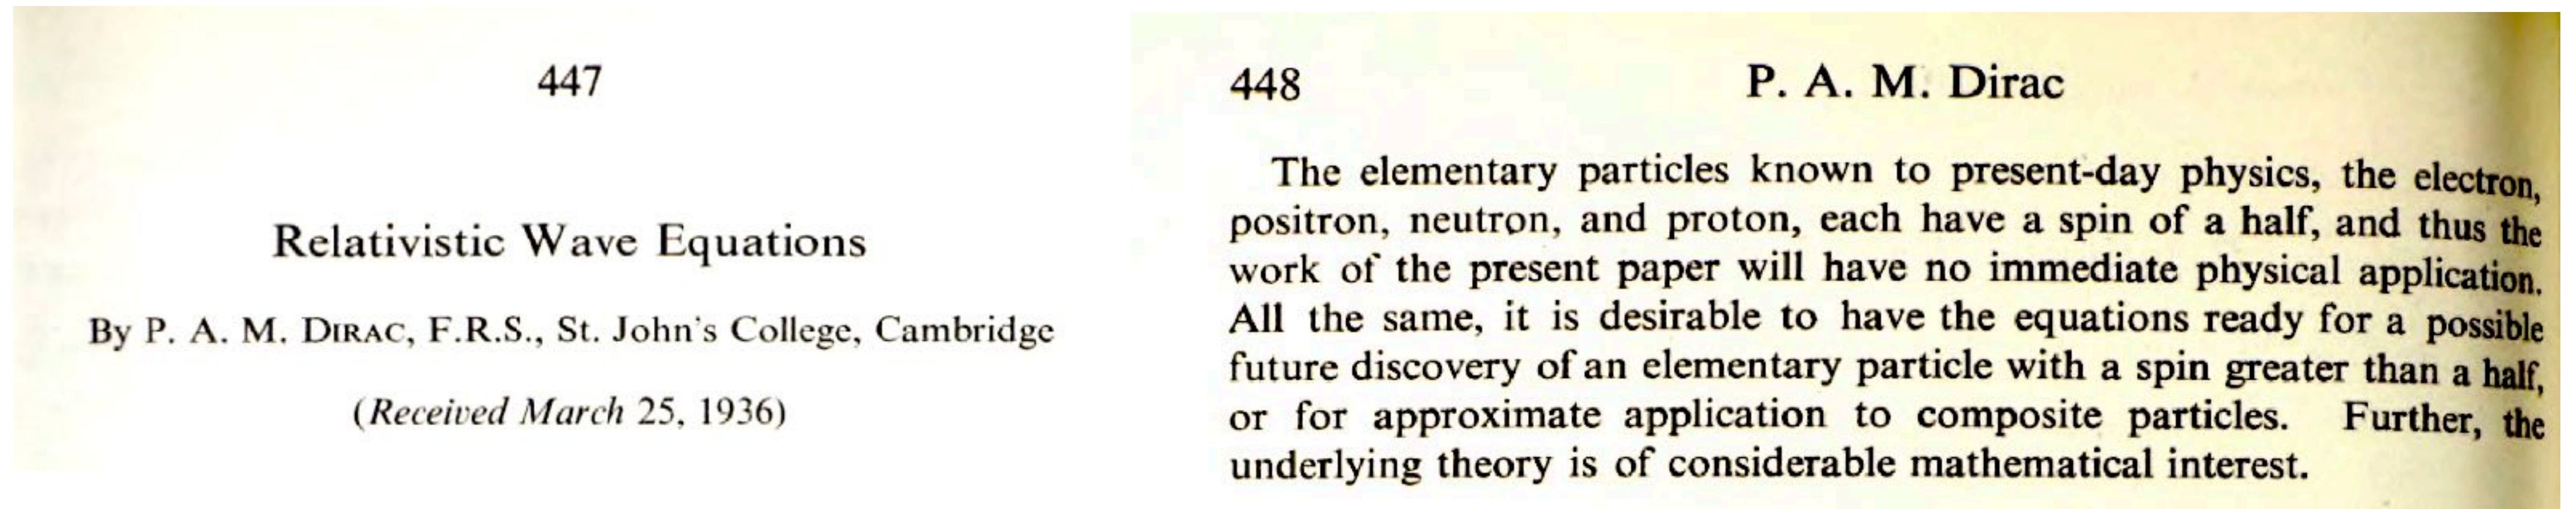 447
Relativistic Wave Equations
By P. A. M. DIRAC, F.R.S., St. John's College, Cambridge
(Received March 25, 1936)
448 P. A. M. Dirac
The elementary particles known to present-day physics, the electron,
positron, neutron, and proton, each have a spin of a half, and thus the
work of the present paper will have no immediate physical application.
All the same, it is desirable to have the equations ready for a possible
future discovery of an elementary particle with a spin greater than a half,
or for approximate application to composite particles. Further, the
underlying theory is of considerable mathematical interest.